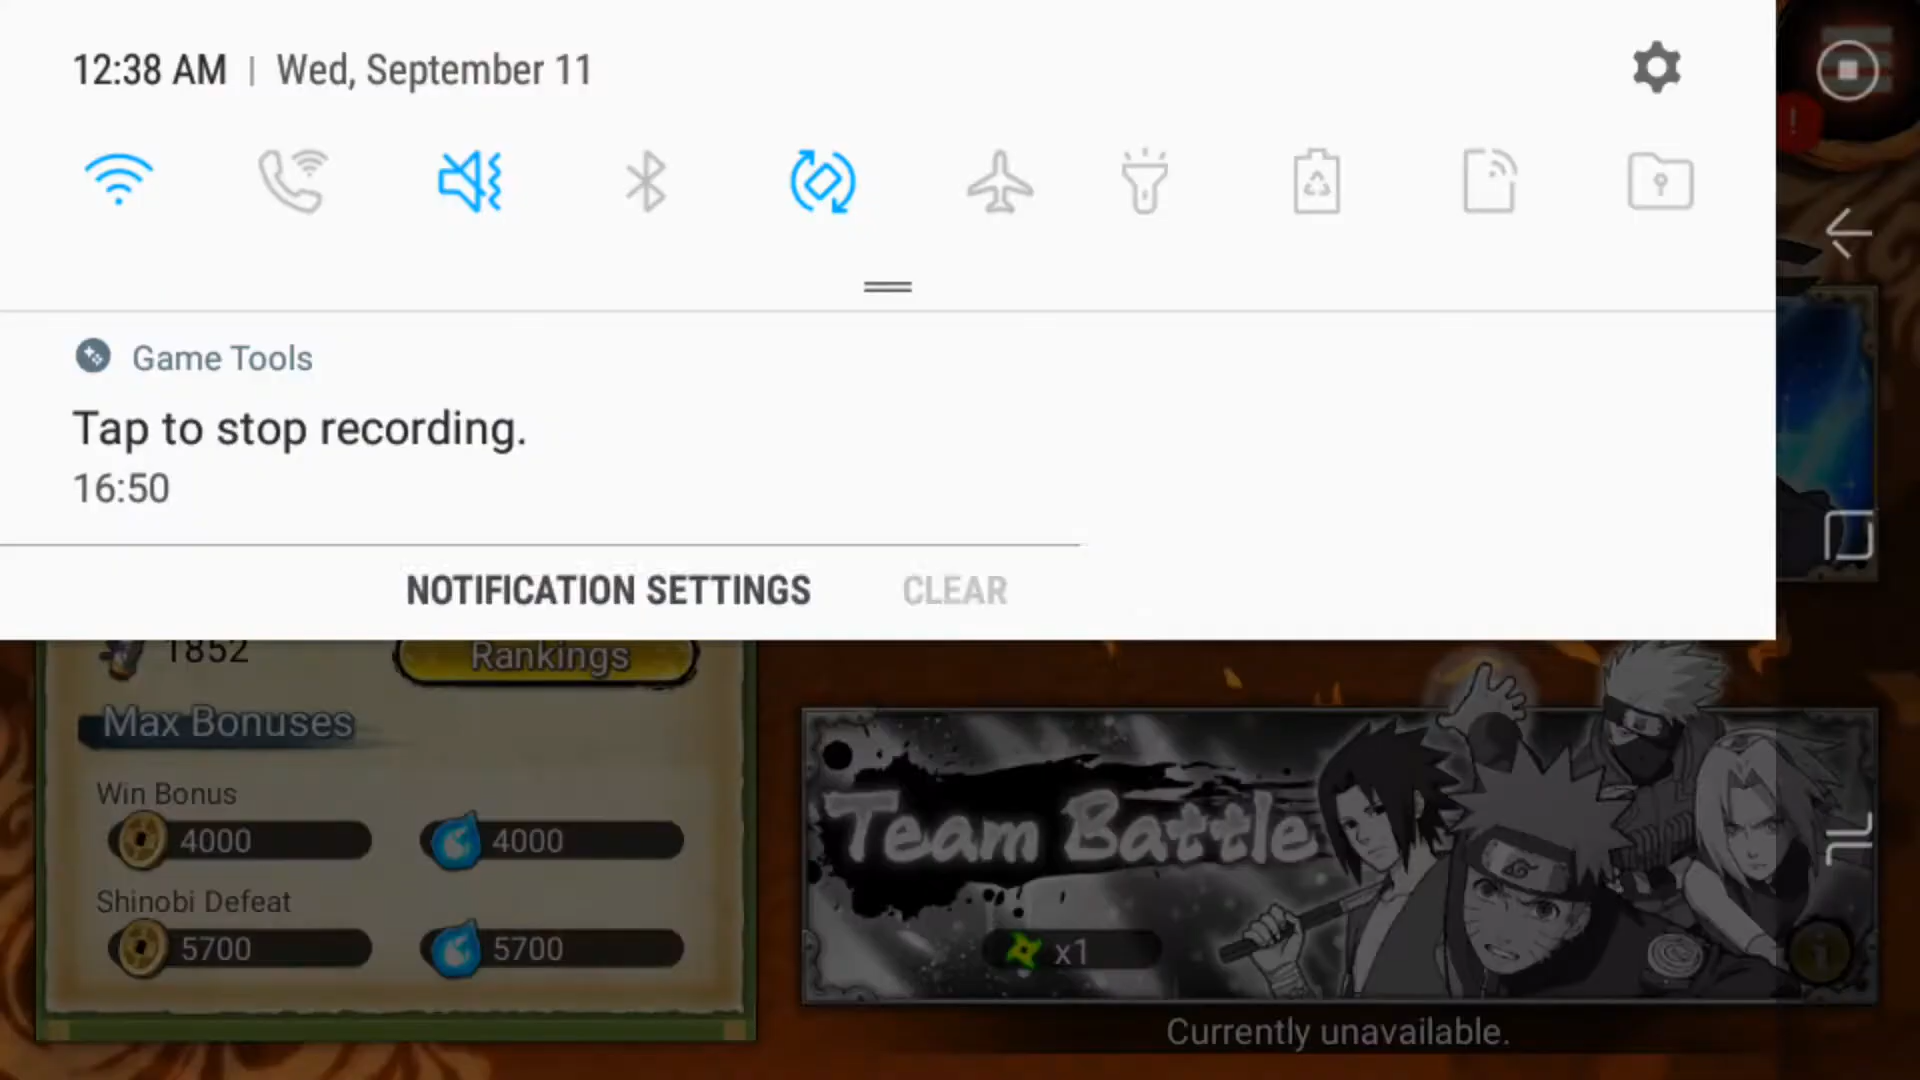 12:38 AM | Wed, September 11
Game Tools
Tap to stop recording.
16:50
NOTIFICATION SETTINGS CLEAR
1852
Rankings
Max Bonuses
Win Bonus
4000 4000
Shinobi Defeat
5700 5700
Team Battle
x1
Currently unavailable.